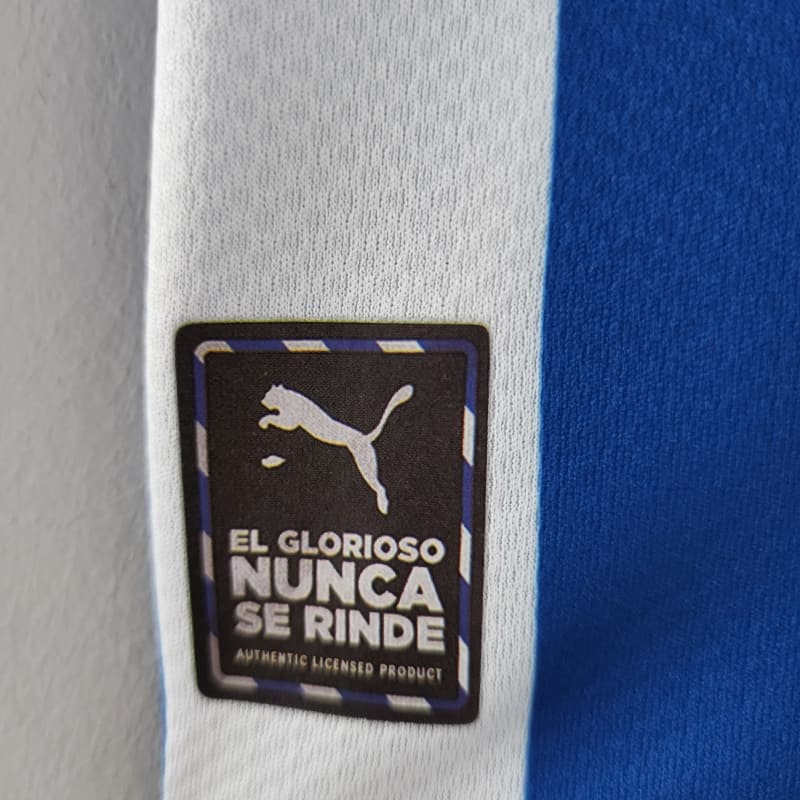 EL GLORIOSO
NUNCA
SE RINDE
AUTHENTIC LICENSED PRODUCT